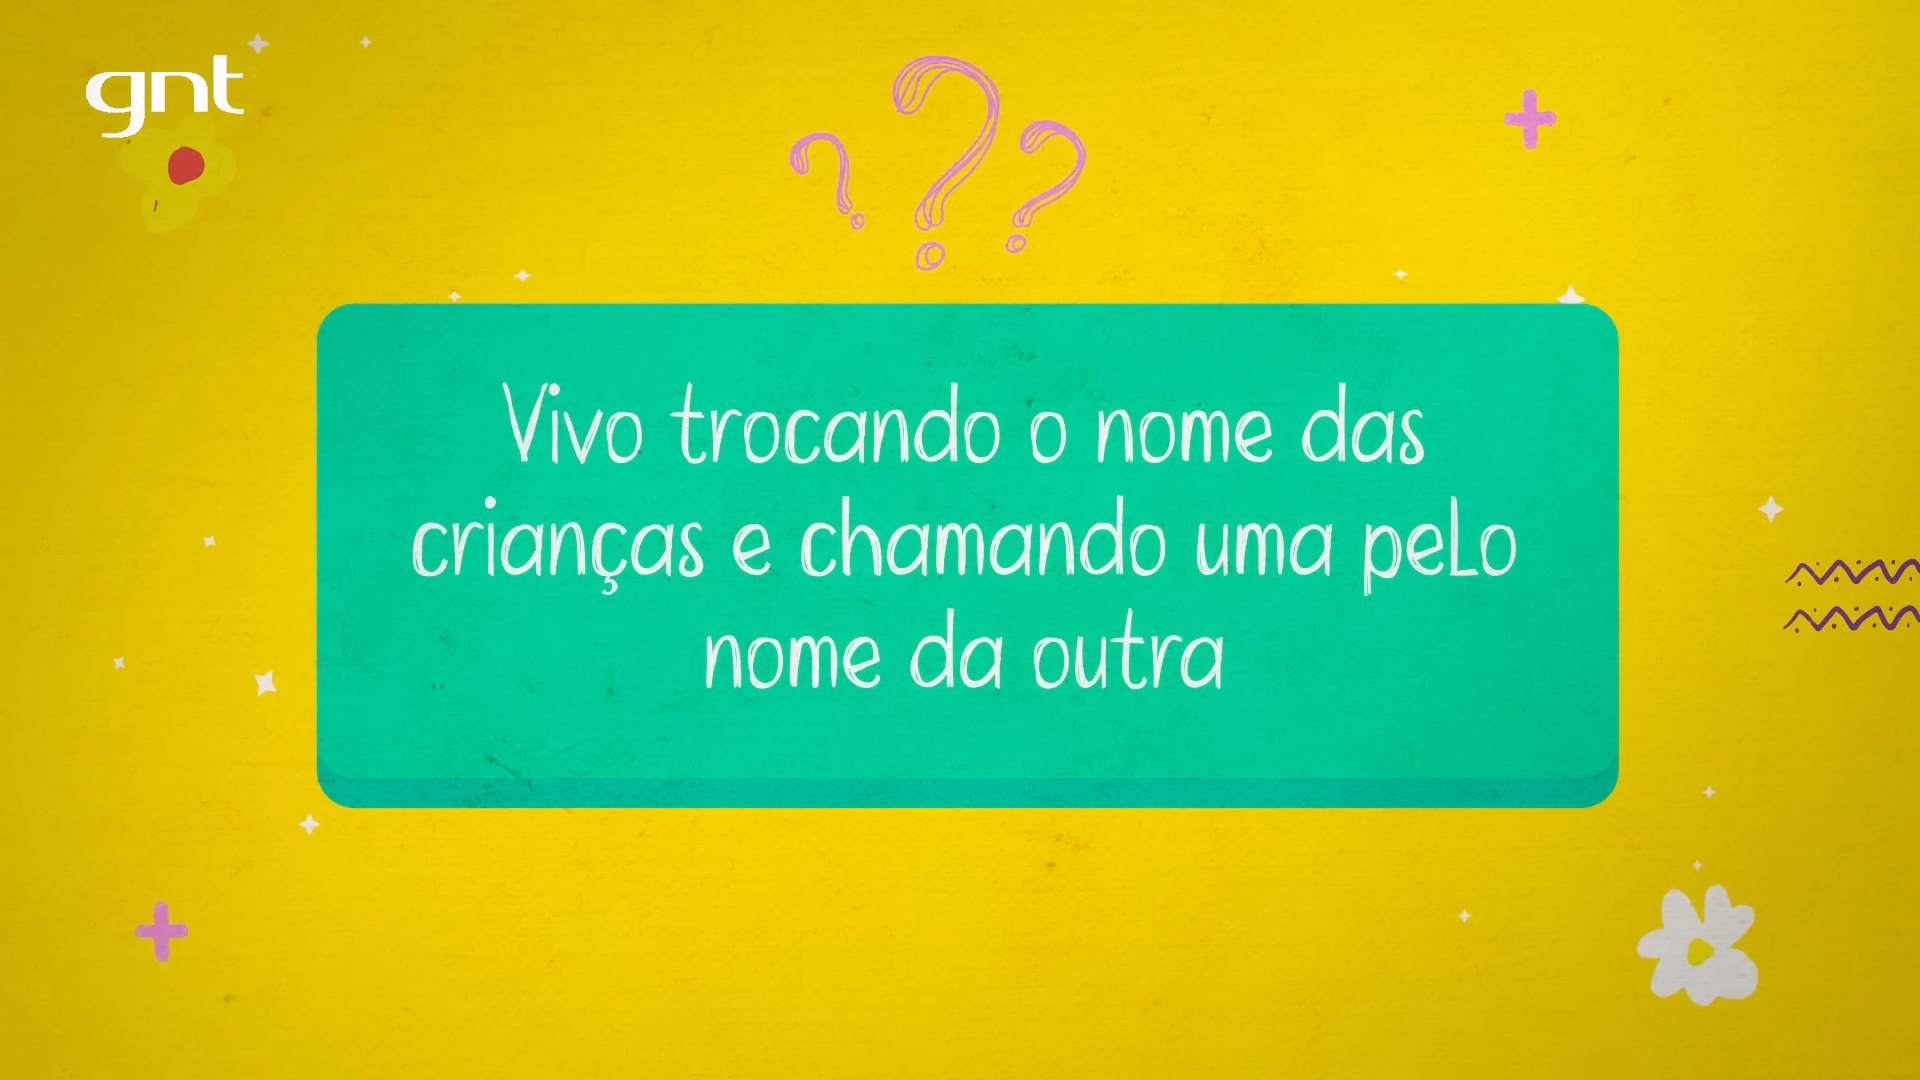 gnt
Vivo trocando o nome das
crianças e chamando uma pelo
nome da outra